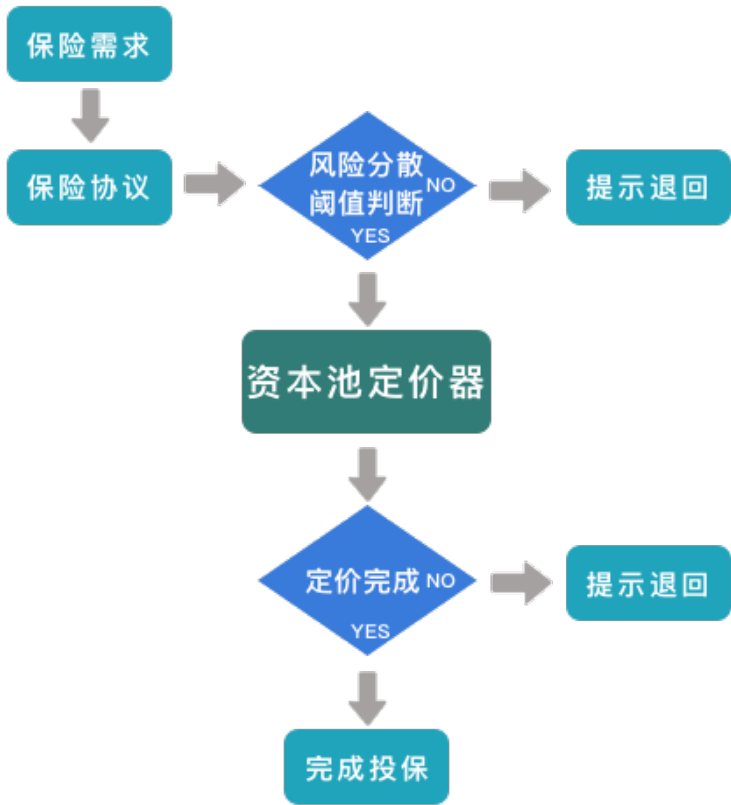 保险需求
保险协议
风险分散
阈值判断
NO
YES
提示退回
资本池定价器
定价完成
NO
YES
提示退回
完成投保